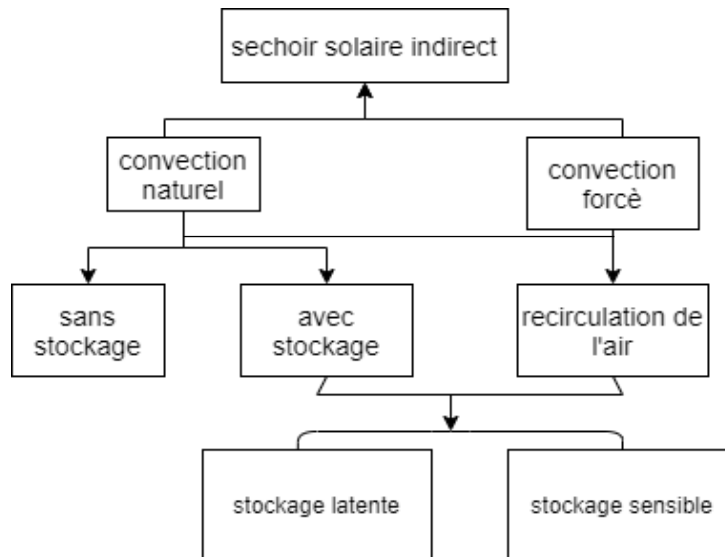 sechoir solaire indirect
convection
naturel
convection
forcè
sans
stockage
avec
stockage
recirculation de
l'air
stockage latente
stockage sensible